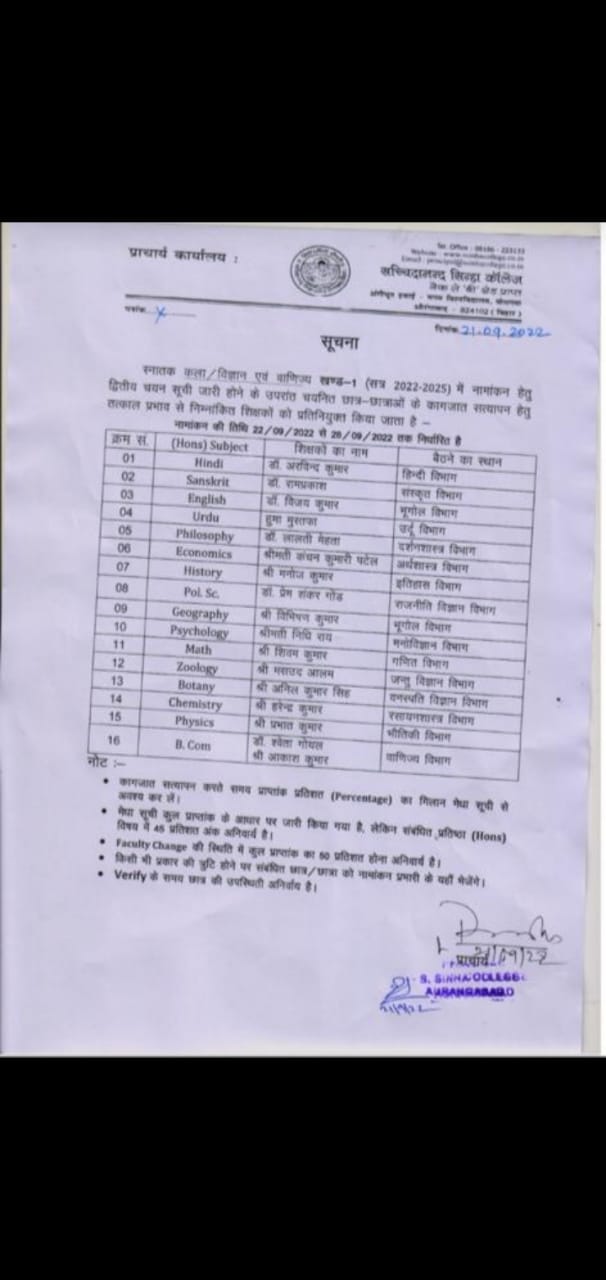 प्राचार्य कार्यालय :
सच्चिदानन्द सिन्हा कॉलेज
औरंगाबाद - 824102 ( बिहार )
पत्रांक X
दिनांक 21.09.2022
सूचना
स्नातक कला/विज्ञान एवं वाणिज्य खण्ड-1 (सत्र 2022-2025) में नामांकन हेतु
द्वितीय चयन सूची जारी होने के उपरांत चयनित छात्र-छात्राओं के कागजात सत्यापन हेतु
तत्काल प्रभाव से निम्नांकित शिक्षकों को प्रतिनियुक्त किया जाता है –
नामांकन की तिथि 22/09/2022 से 26/09/2022 तक निर्धारित है
क्रम सं. (Hons) Subject शिक्षकों का नाम बैठने का स्थान
01 Hindi डॉ. अरविन्द कुमार हिन्दी विभाग
02 Sanskrit डॉ. रामप्रकाश संस्कृत विभाग
03 English डॉ. विजय कुमार भूगोल विभाग
04 Urdu हुमा मुस्तफा उर्दू विभाग
05 Philosophy डॉ. लालती मेहता दर्शनशास्त्र विभाग
06 Economics श्रीमती कंचन कुमारी पटेल अर्थशास्त्र विभाग
07 History श्री मनोज कुमार इतिहास विभाग
08 Pol. Sc. डॉ. प्रेम शंकर गोंड राजनीति विज्ञान विभाग
09 Geography श्री विभिषण कुमार भूगोल विभाग
10 Psychology श्रीमती निधि राय मनोविज्ञान विभाग
11 Math श्री शिवम कुमार गणित विभाग
12 Zoology श्री मसउद आलम जन्तु विज्ञान विभाग
13 Botany श्री अनिल कुमार सिंह वनस्पति विज्ञान विभाग
14 Chemistry श्री हरेन्द्र कुमार रसायनशास्त्र विभाग
15 Physics श्री प्रभात कुमार भौतिकी विभाग
16 B. Com डॉ. श्वेता गोयल वाणिज्य विभाग
श्री आकाश कुमार
नोट :–
• कागजात सत्यापन करते समय प्राप्तांक प्रतिशत (Percentage) का मिलान मेधा सूची से
अवश्य कर लें।
• मेधा सूची कुल प्राप्तांक के आधार पर जारी किया गया है, लेकिन संबंधित प्रतिष्ठा (Hons)
विषय में 45 प्रतिशत अंक अनिवार्य है।
• Faculty Change की स्थिति में कुल प्राप्तांक का 50 प्रतिशत होना अनिवार्य है।
• किसी भी प्रकार की त्रुटि होने पर संबंधित छात्र/छात्रा को नामांकन प्रभारी के यहाँ भेजेंगे।
• Verify के समय छात्र की उपस्थिती अनिर्वाय है।
21/09/22
प्राचार्य
S. SINHA COLLEGE
AURANGABAD